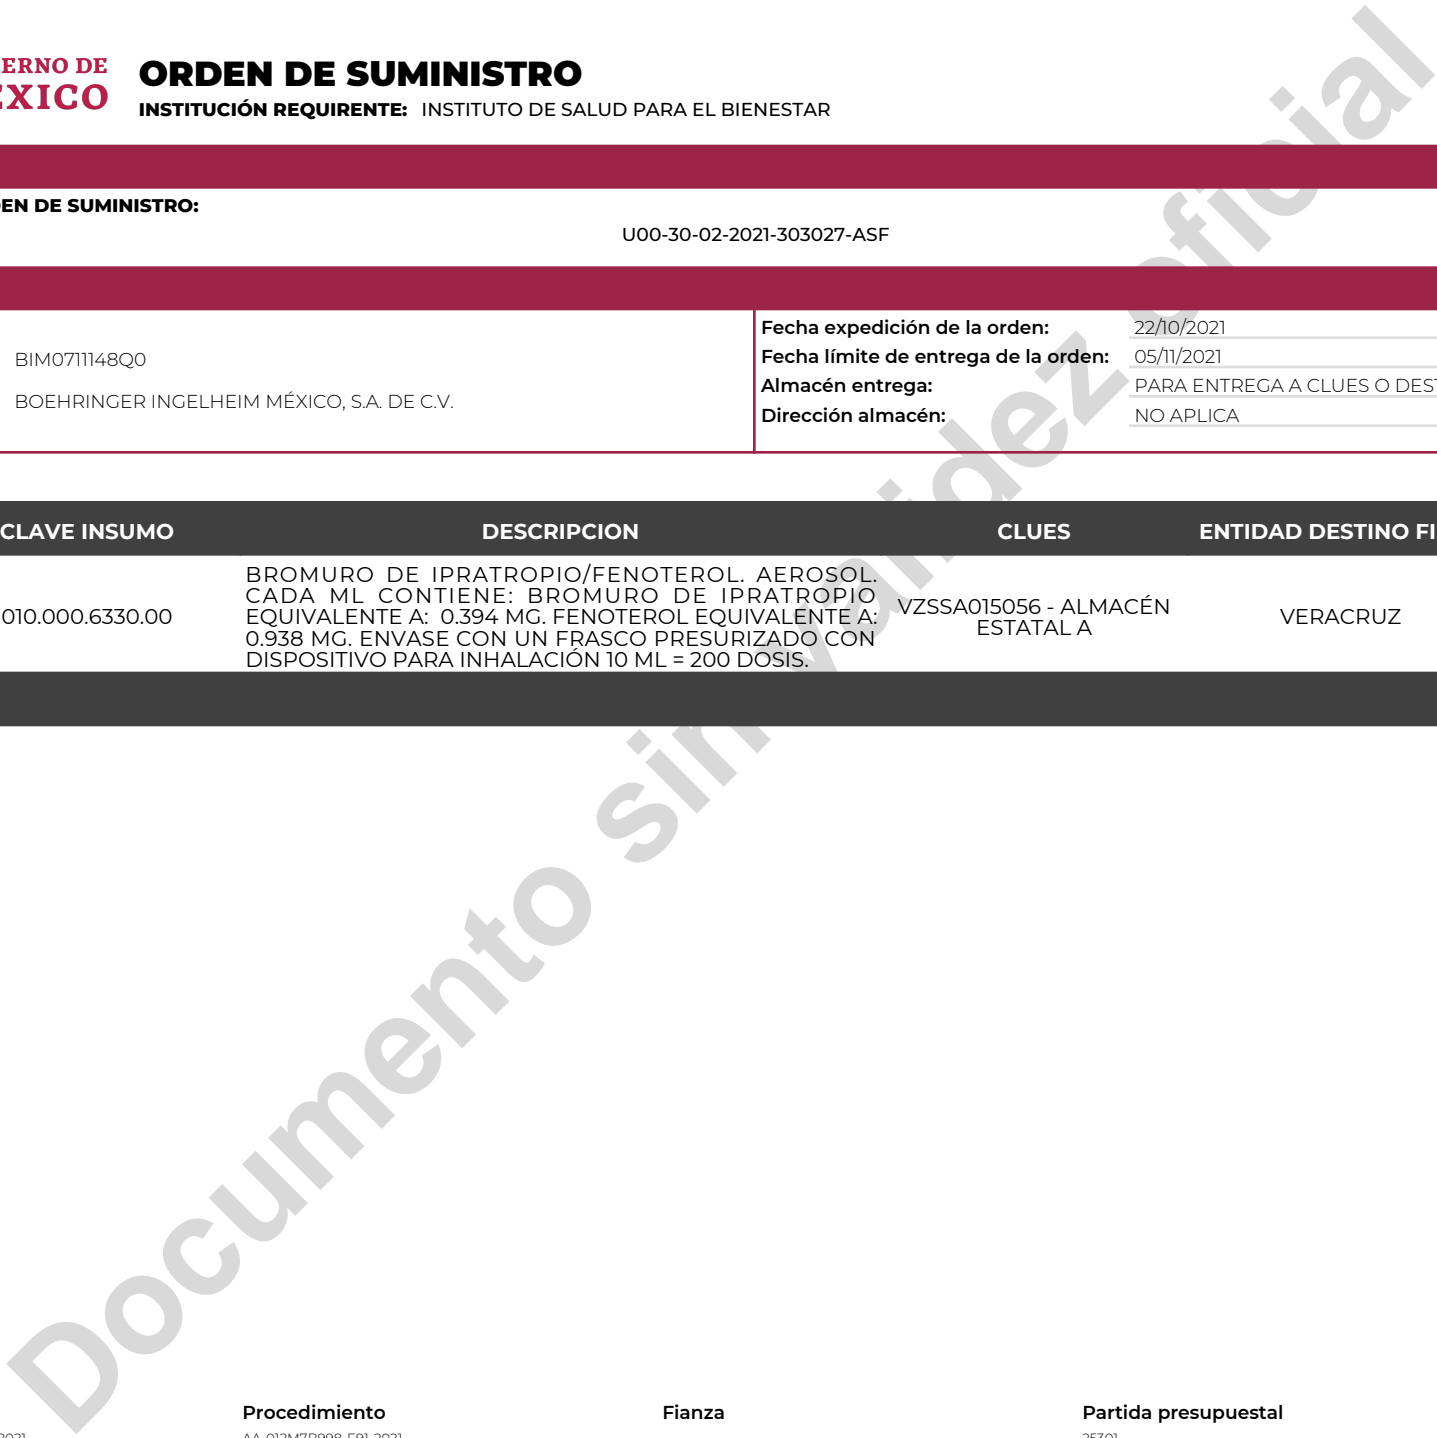 ERNO DE
ORDEN DE SUMINISTRO
INSTITUCIÓN REQUIRENTE: INSTITUTO DE SALUD PARA EL BIENESTAR
EN DE SUMINISTRO:
U00-30-02-2021-303027-ASF
BIM0711148Q0
BOEHRINGER INGELHEIM MÉXICO, S.A. DE C.V.
Fecha expedición de la orden: 22/10/2021
Fecha límite de entrega de la orden: 05/11/2021
Almacén entrega: PARA ENTREGA A CLUES O DEST
Dirección almacén: NO APLICA
CLAVE INSUMO DESCRIPCION CLUES ENTIDAD DESTINO FI
010.000.6330.00
BROMURO DE IPRATROPIO/FENOTEROL. AEROSOL.
CADA ML CONTIENE: BROMURO DE IPRATROPIO
EQUIVALENTE A: 0.394 MG. FENOTEROL EQUIVALENTE A:
0.938 MG. ENVASE CON UN FRASCO PRESURIZADO CON
DISPOSITIVO PARA INHALACIÓN 10 ML = 200 DOSIS.
VZSSA015056 - ALMACÉN
ESTATAL A
VERACRUZ
Documento sin validez oficial
Procedimiento Fianza Partida presupuestal